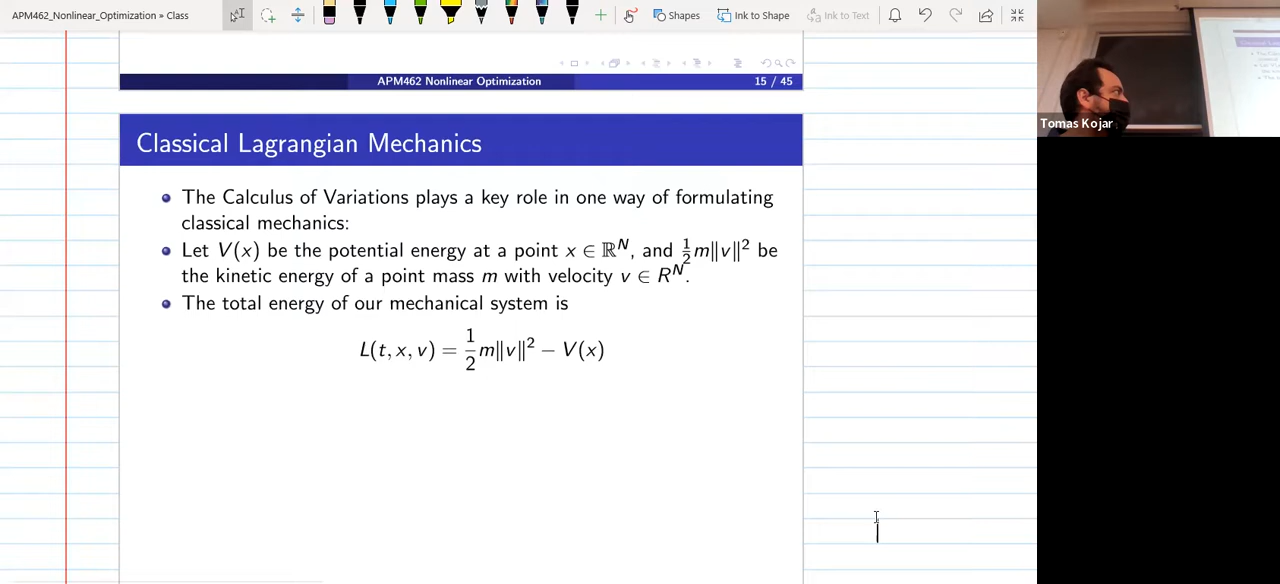 APM462_Nonlinear_Optimization » Class
Shapes
Ink to Shape
Ink to Text
APM462 Nonlinear Optimization
15 / 45
Tomas Kojar
Classical Lagrangian Mechanics
The Calculus of Variations plays a key role in one way of formulating
classical mechanics:
Let V(x) be the potential energy at a point x ∈ ℝᴺ, and ½m‖v‖² be
the kinetic energy of a point mass m with velocity v ∈ Rᴺ.
The total energy of our mechanical system is
L(t, x, v) = ½m‖v‖² − V(x)